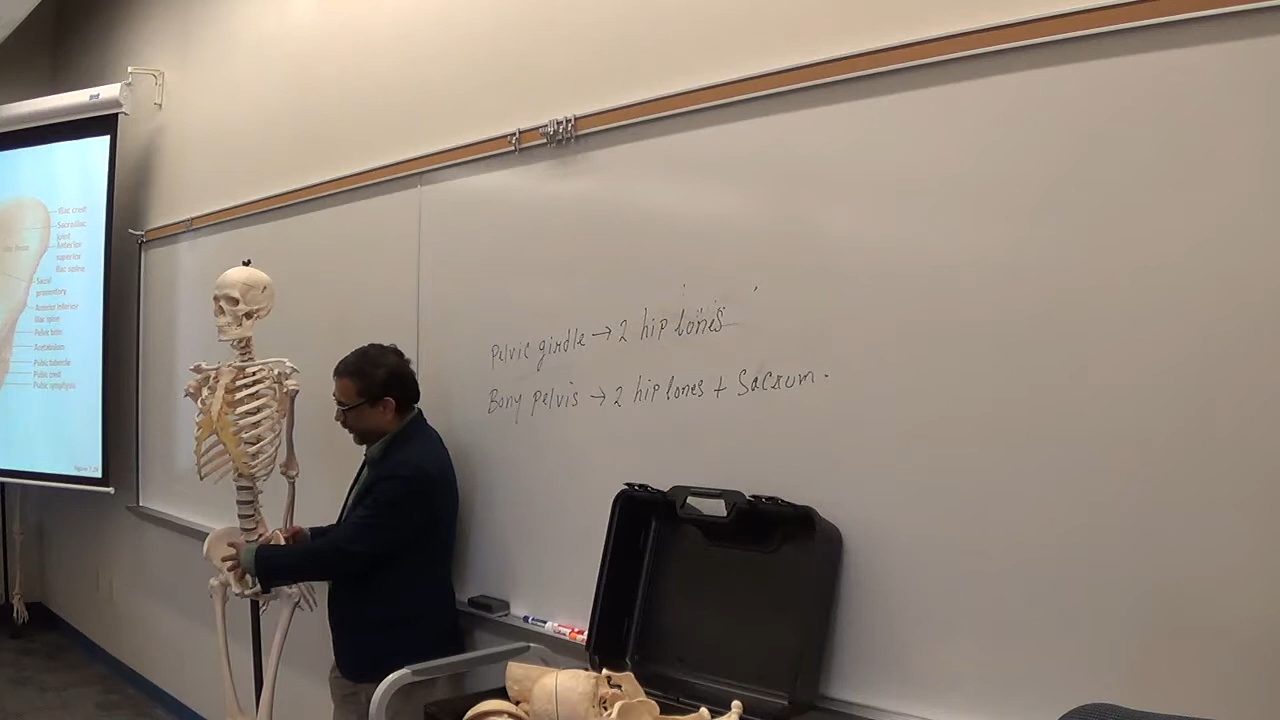 Iliac crest
Sacroiliac
joint
Anterior
superior
iliac spine
Sacral
promontory
Anterior inferior
iliac spine
Pelvic brim
Acetabulum
Pubic tubercle
Pubic crest
Pubic symphysis
Pelvic girdle → 2 hip bones
Bony pelvis → 2 hip bones + Sacrum.